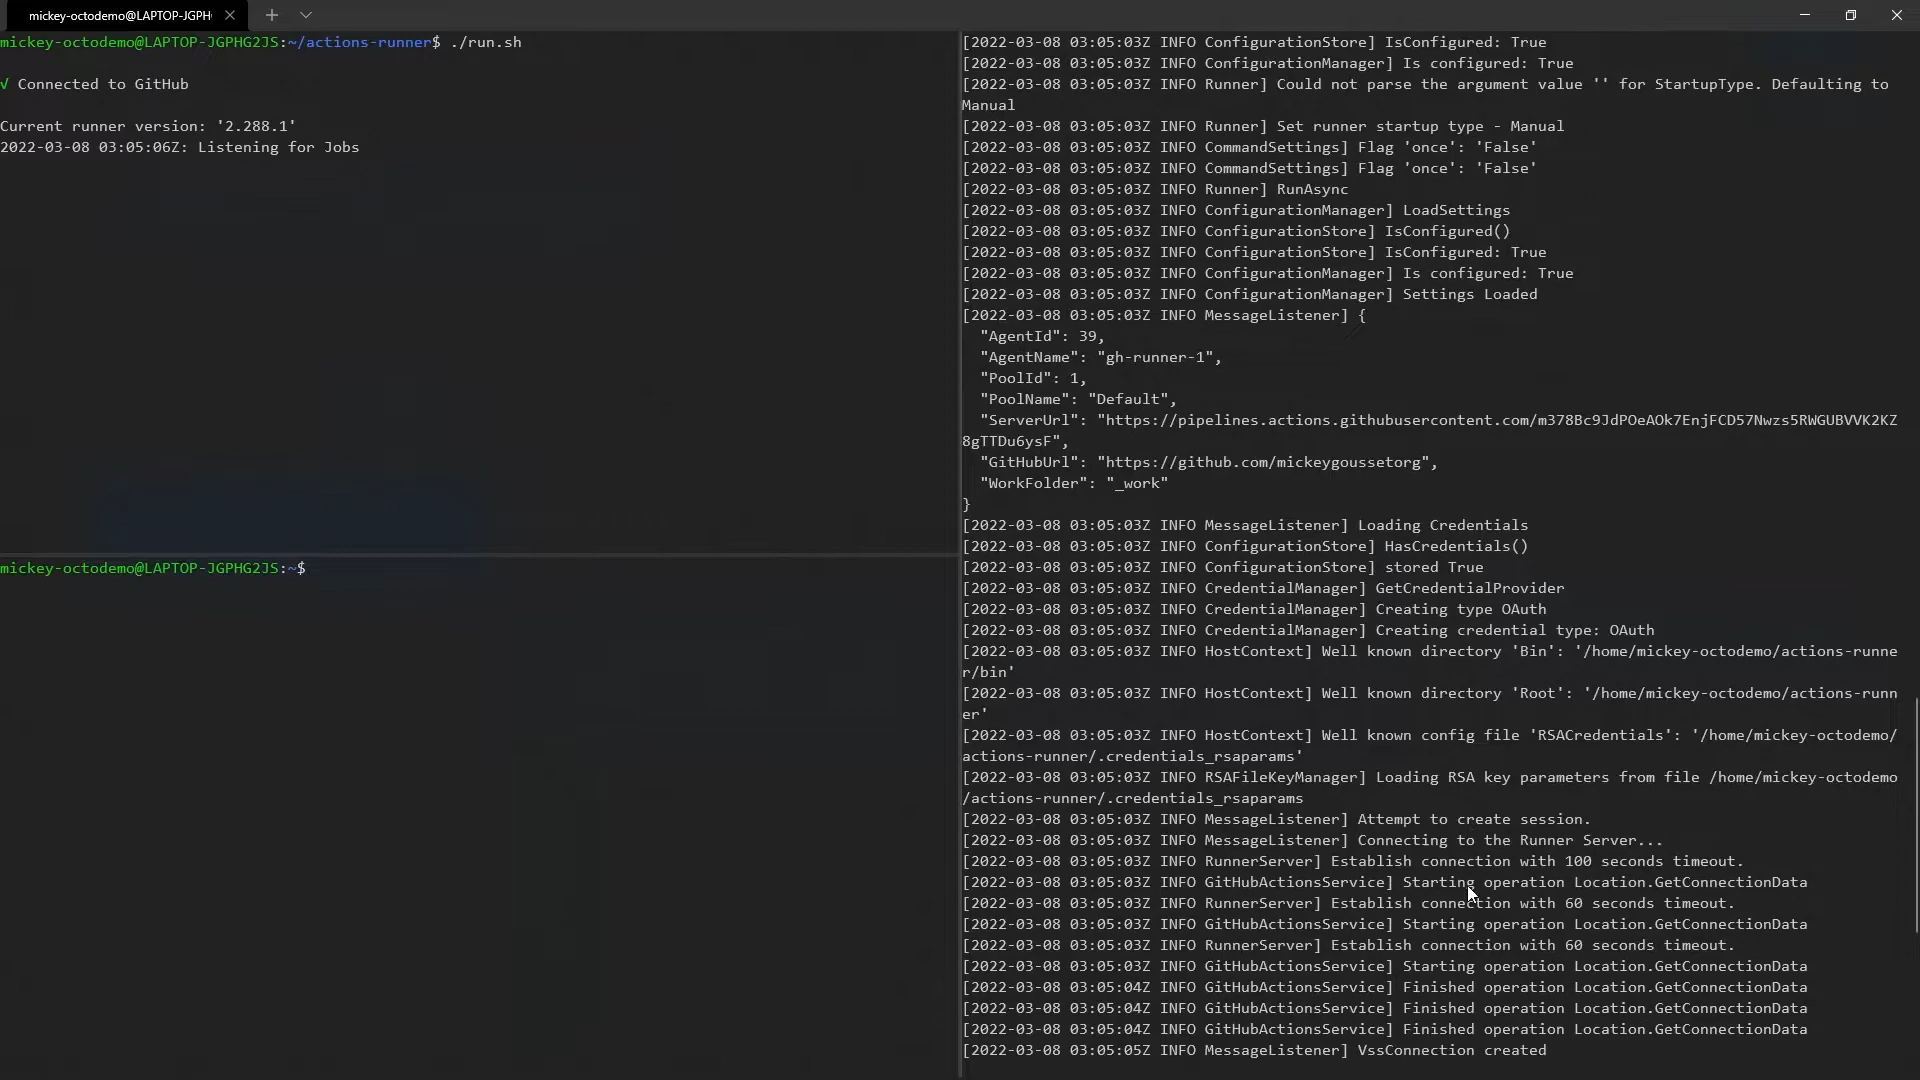 mickey-octodemo@LAPTOP-JGPH
mickey-octodemo@LAPTOP-JGPHG2JS:~/actions-runner$ ./run.sh
√ Connected to GitHub
Current runner version: '2.288.1'
2022-03-08 03:05:06Z: Listening for Jobs
mickey-octodemo@LAPTOP-JGPHG2JS:~$
[2022-03-08 03:05:03Z INFO ConfigurationStore] IsConfigured: True
[2022-03-08 03:05:03Z INFO ConfigurationManager] Is configured: True
[2022-03-08 03:05:03Z INFO Runner] Could not parse the argument value '' for StartupType. Defaulting to
Manual
[2022-03-08 03:05:03Z INFO Runner] Set runner startup type - Manual
[2022-03-08 03:05:03Z INFO CommandSettings] Flag 'once': 'False'
[2022-03-08 03:05:03Z INFO CommandSettings] Flag 'once': 'False'
[2022-03-08 03:05:03Z INFO Runner] RunAsync
[2022-03-08 03:05:03Z INFO ConfigurationManager] LoadSettings
[2022-03-08 03:05:03Z INFO ConfigurationStore] IsConfigured()
[2022-03-08 03:05:03Z INFO ConfigurationStore] IsConfigured: True
[2022-03-08 03:05:03Z INFO ConfigurationManager] Is configured: True
[2022-03-08 03:05:03Z INFO ConfigurationManager] Settings Loaded
[2022-03-08 03:05:03Z INFO MessageListener] {
  "AgentId": 39,
  "AgentName": "gh-runner-1",
  "PoolId": 1,
  "PoolName": "Default",
  "ServerUrl": "https://pipelines.actions.githubusercontent.com/m378Bc9JdPOeAOk7EnjFCD57Nwzs5RWGUBVVK2KZ
8gTTDu6ysF",
  "GitHubUrl": "https://github.com/mickeygoussetorg",
  "WorkFolder": "_work"
}
[2022-03-08 03:05:03Z INFO MessageListener] Loading Credentials
[2022-03-08 03:05:03Z INFO ConfigurationStore] HasCredentials()
[2022-03-08 03:05:03Z INFO ConfigurationStore] stored True
[2022-03-08 03:05:03Z INFO CredentialManager] GetCredentialProvider
[2022-03-08 03:05:03Z INFO CredentialManager] Creating type OAuth
[2022-03-08 03:05:03Z INFO CredentialManager] Creating credential type: OAuth
[2022-03-08 03:05:03Z INFO HostContext] Well known directory 'Bin': '/home/mickey-octodemo/actions-runne
r/bin'
[2022-03-08 03:05:03Z INFO HostContext] Well known directory 'Root': '/home/mickey-octodemo/actions-runn
er'
[2022-03-08 03:05:03Z INFO HostContext] Well known config file 'RSACredentials': '/home/mickey-octodemo/
actions-runner/.credentials_rsaparams'
[2022-03-08 03:05:03Z INFO RSAFileKeyManager] Loading RSA key parameters from file /home/mickey-octodemo
/actions-runner/.credentials_rsaparams
[2022-03-08 03:05:03Z INFO MessageListener] Attempt to create session.
[2022-03-08 03:05:03Z INFO MessageListener] Connecting to the Runner Server...
[2022-03-08 03:05:03Z INFO RunnerServer] Establish connection with 100 seconds timeout.
[2022-03-08 03:05:03Z INFO GitHubActionsService] Starting operation Location.GetConnectionData
[2022-03-08 03:05:03Z INFO RunnerServer] Establish connection with 60 seconds timeout.
[2022-03-08 03:05:03Z INFO GitHubActionsService] Starting operation Location.GetConnectionData
[2022-03-08 03:05:03Z INFO RunnerServer] Establish connection with 60 seconds timeout.
[2022-03-08 03:05:03Z INFO GitHubActionsService] Starting operation Location.GetConnectionData
[2022-03-08 03:05:04Z INFO GitHubActionsService] Finished operation Location.GetConnectionData
[2022-03-08 03:05:04Z INFO GitHubActionsService] Finished operation Location.GetConnectionData
[2022-03-08 03:05:04Z INFO GitHubActionsService] Finished operation Location.GetConnectionData
[2022-03-08 03:05:05Z INFO MessageListener] VssConnection created